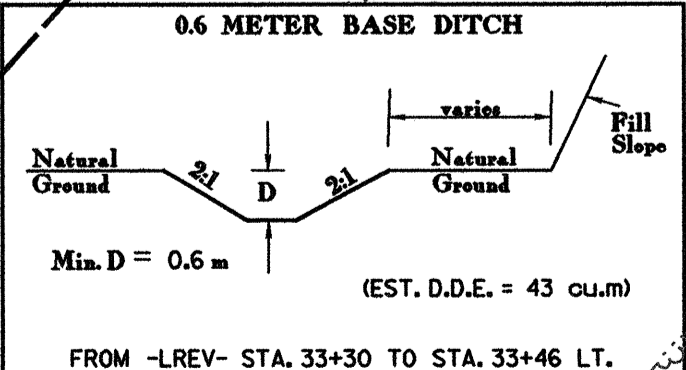 0.6 METER BASE DITCH
varies
Fill
Slope
Natural
Ground
2:1
D
2:1
Natural
Ground
Min. D = 0.6 m
(EST. D.D.E. = 43 cu.m)
FROM -LREV- STA. 33+30 TO STA. 33+46 LT.